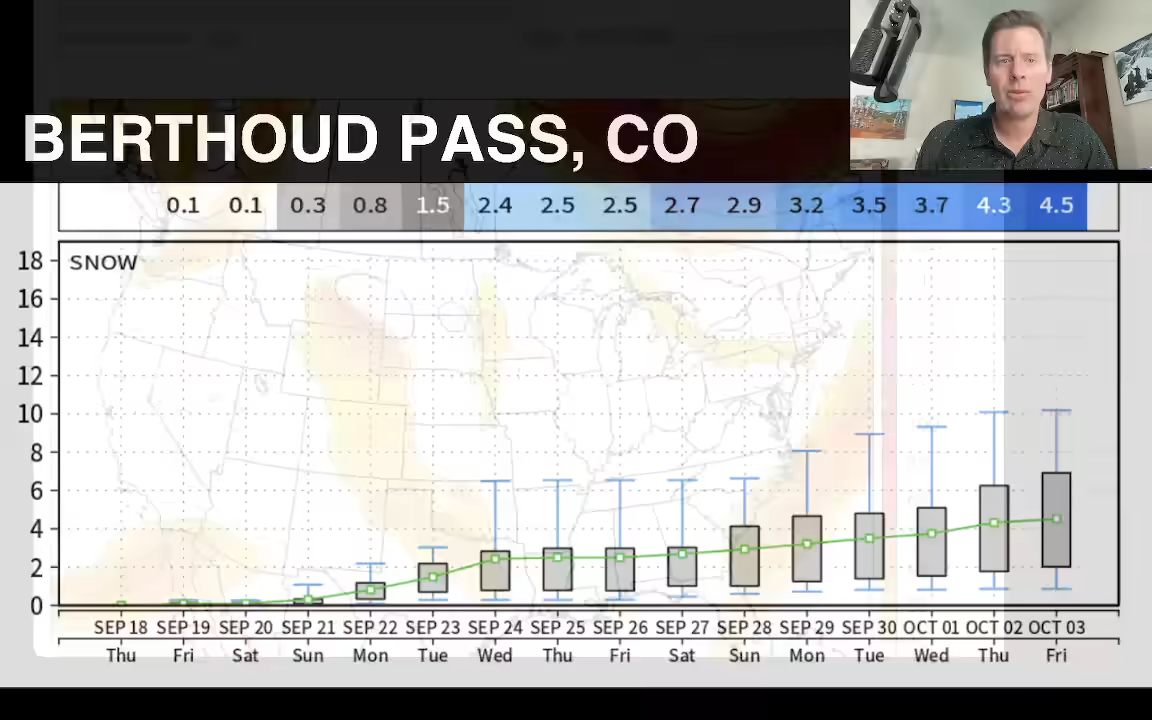 BERTHOUD PASS, CO
0.1 0.1 0.3 0.8 1.5 2.4 2.5 2.5 2.7 2.9 3.2 3.5 3.7 4.3 4.5
SNOW
18
16
14
12
10
8
6
4
2
0
SEP 18 SEP 19 SEP 20 SEP 21 SEP 22 SEP 23 SEP 24 SEP 25 SEP 26 SEP 27 SEP 28 SEP 29 SEP 30 OCT 01 OCT 02 OCT 03
Thu Fri Sat Sun Mon Tue Wed Thu Fri Sat Sun Mon Tue Wed Thu Fri